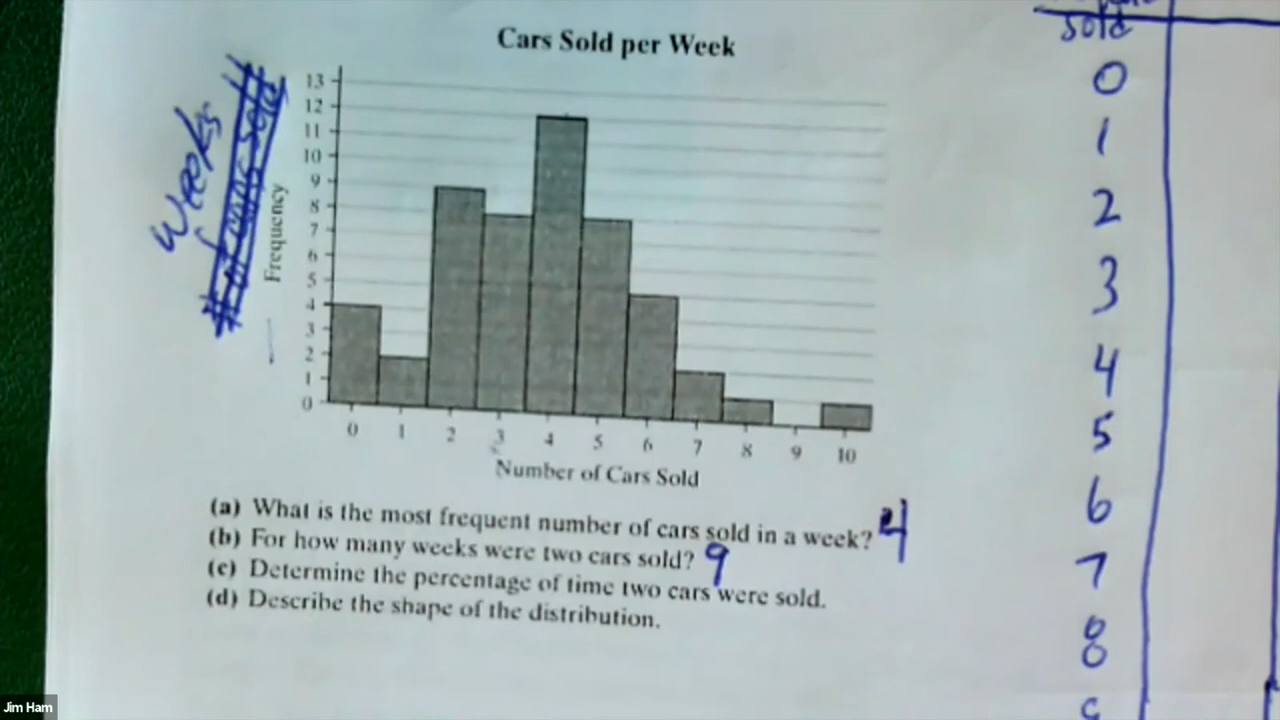 Cars Sold per Week
Weeks
# of cars sold
Frequency
13
12
11
10
9
8
7
6
5
4
3
2
1
0
0 1 2 3 4 5 6 7 8 9 10
Number of Cars Sold
(a) What is the most frequent number of cars sold in a week? 4
(b) For how many weeks were two cars sold? 9
(c) Determine the percentage of time two cars were sold.
(d) Describe the shape of the distribution.
sold
0
1
2
3
4
5
6
7
8
Jim Ham